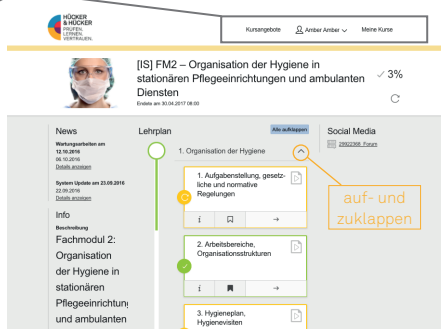 HÜCKER
& HÜCKER
PRÜFEN.
LERNEN.
VERTRAUEN.
Kursangebote
Amber Amber
Meine Kurse
[IS] FM2 – Organisation der Hygiene in
stationären Pflegeeinrichtungen und ambulanten
Diensten
Endete am 30.04.2017 08:00
3%
News
Wartungsarbeiten am
12.10.2016
06.10.2016
Details anzeigen
System Update am 23.09.2016
22.09.2016
Details anzeigen
Info
Beschreibung
Fachmodul 2:
Organisation
der Hygiene in
stationären
Pflegeeinrichtung
und ambulanten
Lehrplan
Alle aufklappen
1. Organisation der Hygiene
1. Aufgabenstellung, gesetz-
liche und normative
Regelungen
i
2. Arbeitsbereiche,
Organisationsstrukturen
i
3. Hygieneplan,
Hygienevisiten
Social Media
29922366_Forum
auf- und
zuklappen